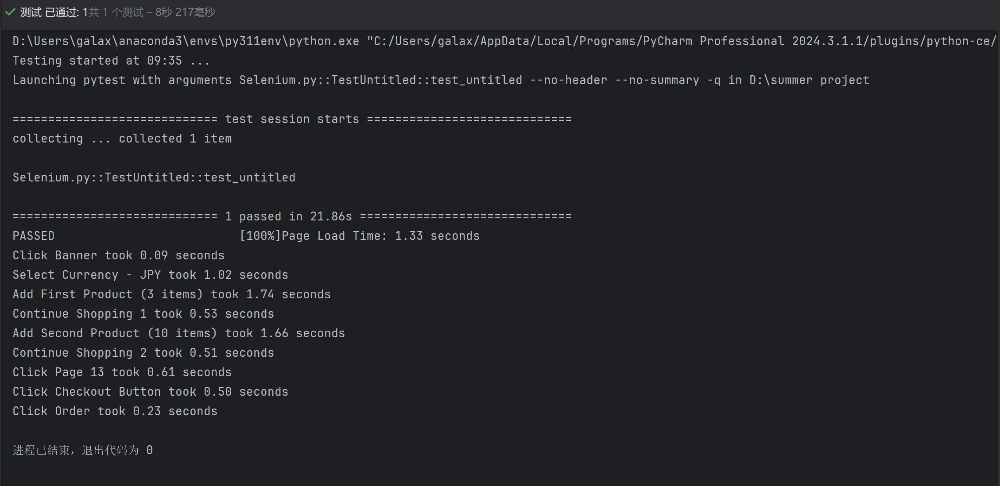 测试 已通过: 1共 1 个测试 – 8秒 217毫秒
D:\Users\galax\anaconda3\envs\py311env\python.exe "C:/Users/galax/AppData/Local/Programs/PyCharm Professional 2024.3.1.1/plugins/python-ce/
Testing started at 09:35 ...
Launching pytest with arguments Selenium.py::TestUntitled::test_untitled --no-header --no-summary -q in D:\summer project
============================= test session starts =============================
collecting ... collected 1 item
Selenium.py::TestUntitled::test_untitled
============================= 1 passed in 21.86s ==============================
PASSED                          [100%]Page Load Time: 1.33 seconds
Click Banner took 0.09 seconds
Select Currency - JPY took 1.02 seconds
Add First Product (3 items) took 1.74 seconds
Continue Shopping 1 took 0.53 seconds
Add Second Product (10 items) took 1.66 seconds
Continue Shopping 2 took 0.51 seconds
Click Page 13 took 0.61 seconds
Click Checkout Button took 0.50 seconds
Click Order took 0.23 seconds
进程已结束，退出代码为 0